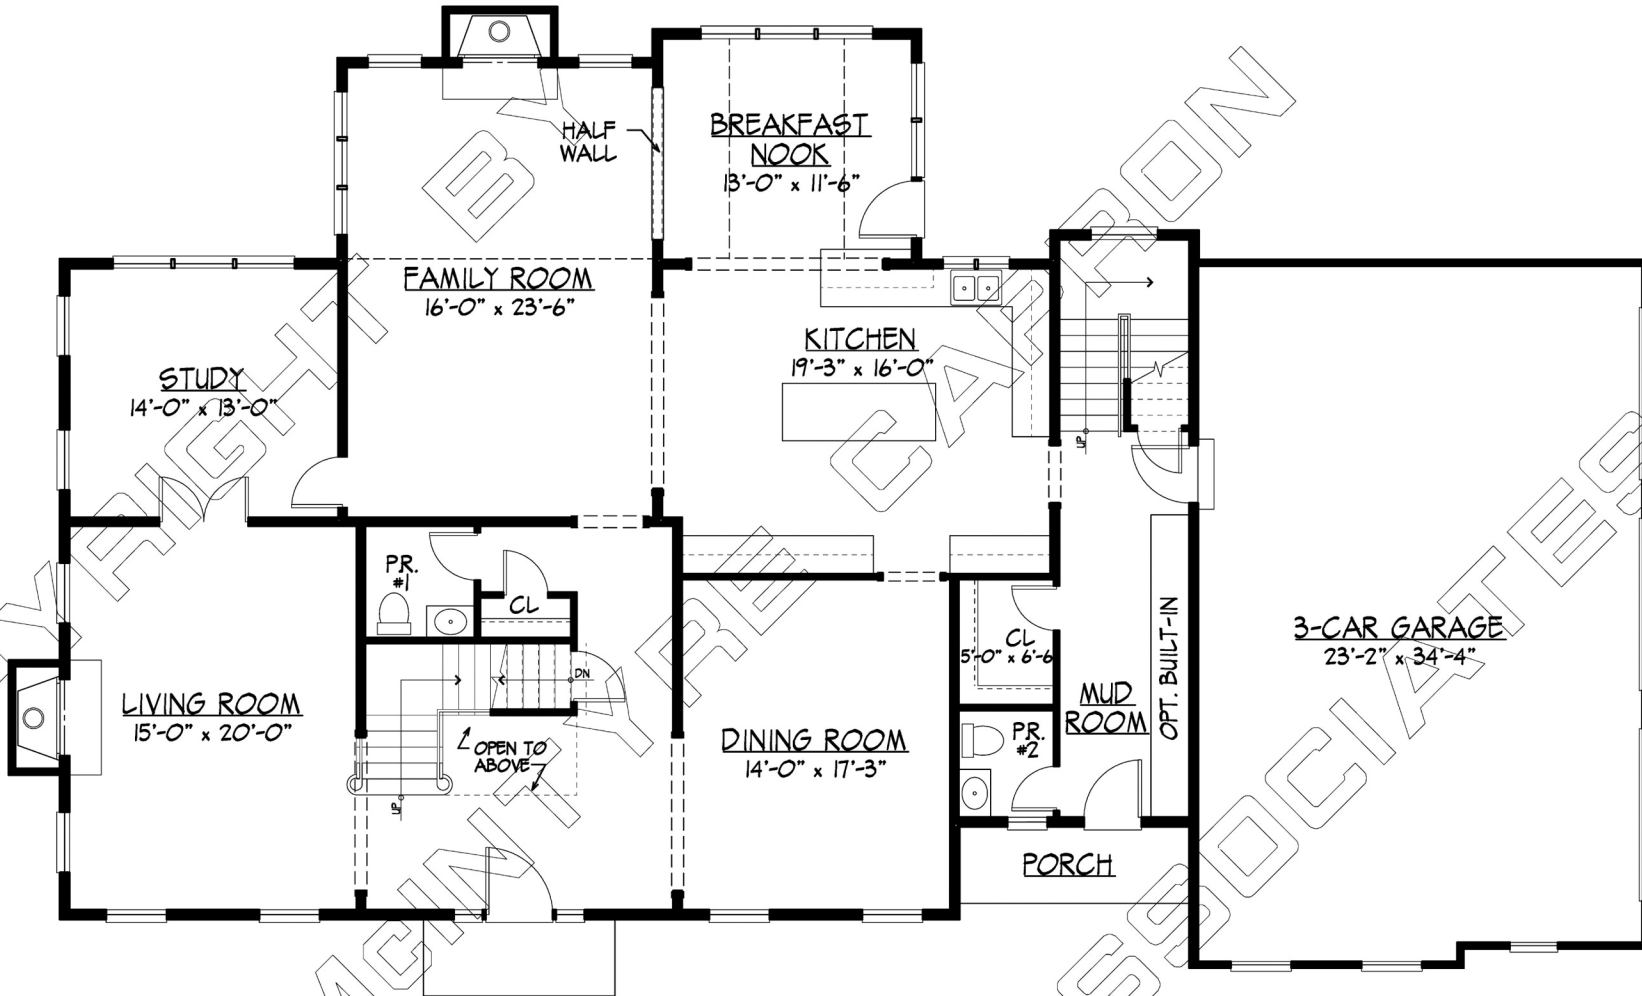 HALF
WALL
BREAKFAST
NOOK
13'-0" x 11'-6"
FAMILY ROOM
16'-0" x 23'-6"
KITCHEN
19'-3" x 16'-0"
STUDY
14'-0" x 13'-0"
UP
PR.
#1
CL
DN
LIVING ROOM
15'-0" x 20'-0"
OPEN TO
ABOVE
UP
DINING ROOM
14'-0" x 17'-3"
CL
5'-0" x 6'-6
PR.
#2
MUD
ROOM
OPT. BUILT-IN
PORCH
3-CAR GARAGE
23'-2" x 34'-4"
YRIGHT BY
MCINTYRE CAPRON
SSOCIATES